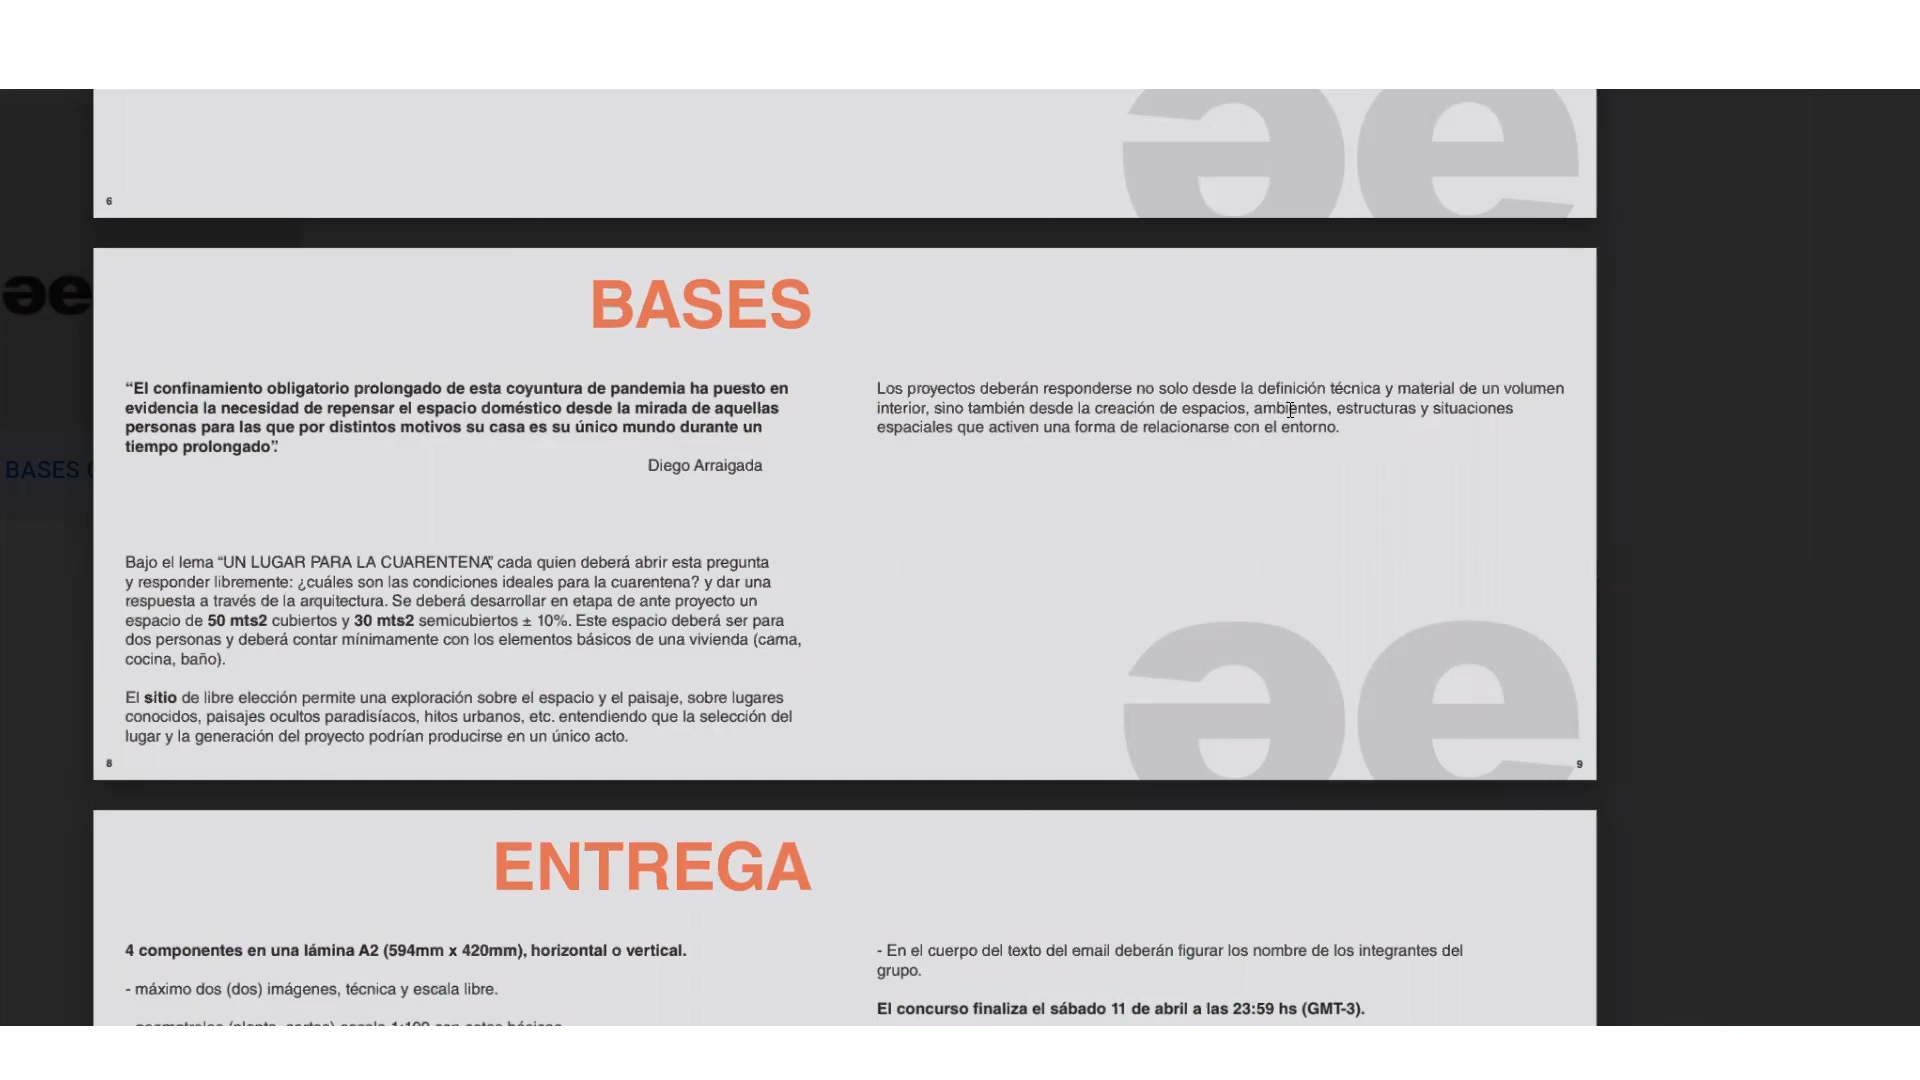 əe
6
BASES
“El confinamiento obligatorio prolongado de esta coyuntura de pandemia ha puesto en
evidencia la necesidad de repensar el espacio doméstico desde la mirada de aquellas
personas para las que por distintos motivos su casa es su único mundo durante un
tiempo prolongado”.
Diego Arraigada
Bajo el lema “UN LUGAR PARA LA CUARENTENA”, cada quien deberá abrir esta pregunta
y responder libremente: ¿cuáles son las condiciones ideales para la cuarentena? y dar una
respuesta a través de la arquitectura. Se deberá desarrollar en etapa de ante proyecto un
espacio de 50 mts2 cubiertos y 30 mts2 semicubiertos ± 10%. Este espacio deberá ser para
dos personas y deberá contar mínimamente con los elementos básicos de una vivienda (cama,
cocina, baño).
El sitio de libre elección permite una exploración sobre el espacio y el paisaje, sobre lugares
conocidos, paisajes ocultos paradisíacos, hitos urbanos, etc. entendiendo que la selección del
lugar y la generación del proyecto podrían producirse en un único acto.
8
Los proyectos deberán responderse no solo desde la definición técnica y material de un volumen
interior, sino también desde la creación de espacios, ambientes, estructuras y situaciones
espaciales que activen una forma de relacionarse con el entorno.
əe
9
əe
BASES
ENTREGA
4 componentes en una lámina A2 (594mm x 420mm), horizontal o vertical.
- máximo dos (dos) imágenes, técnica y escala libre.
- En el cuerpo del texto del email deberán figurar los nombre de los integrantes del
grupo.
El concurso finaliza el sábado 11 de abril a las 23:59 hs (GMT-3).